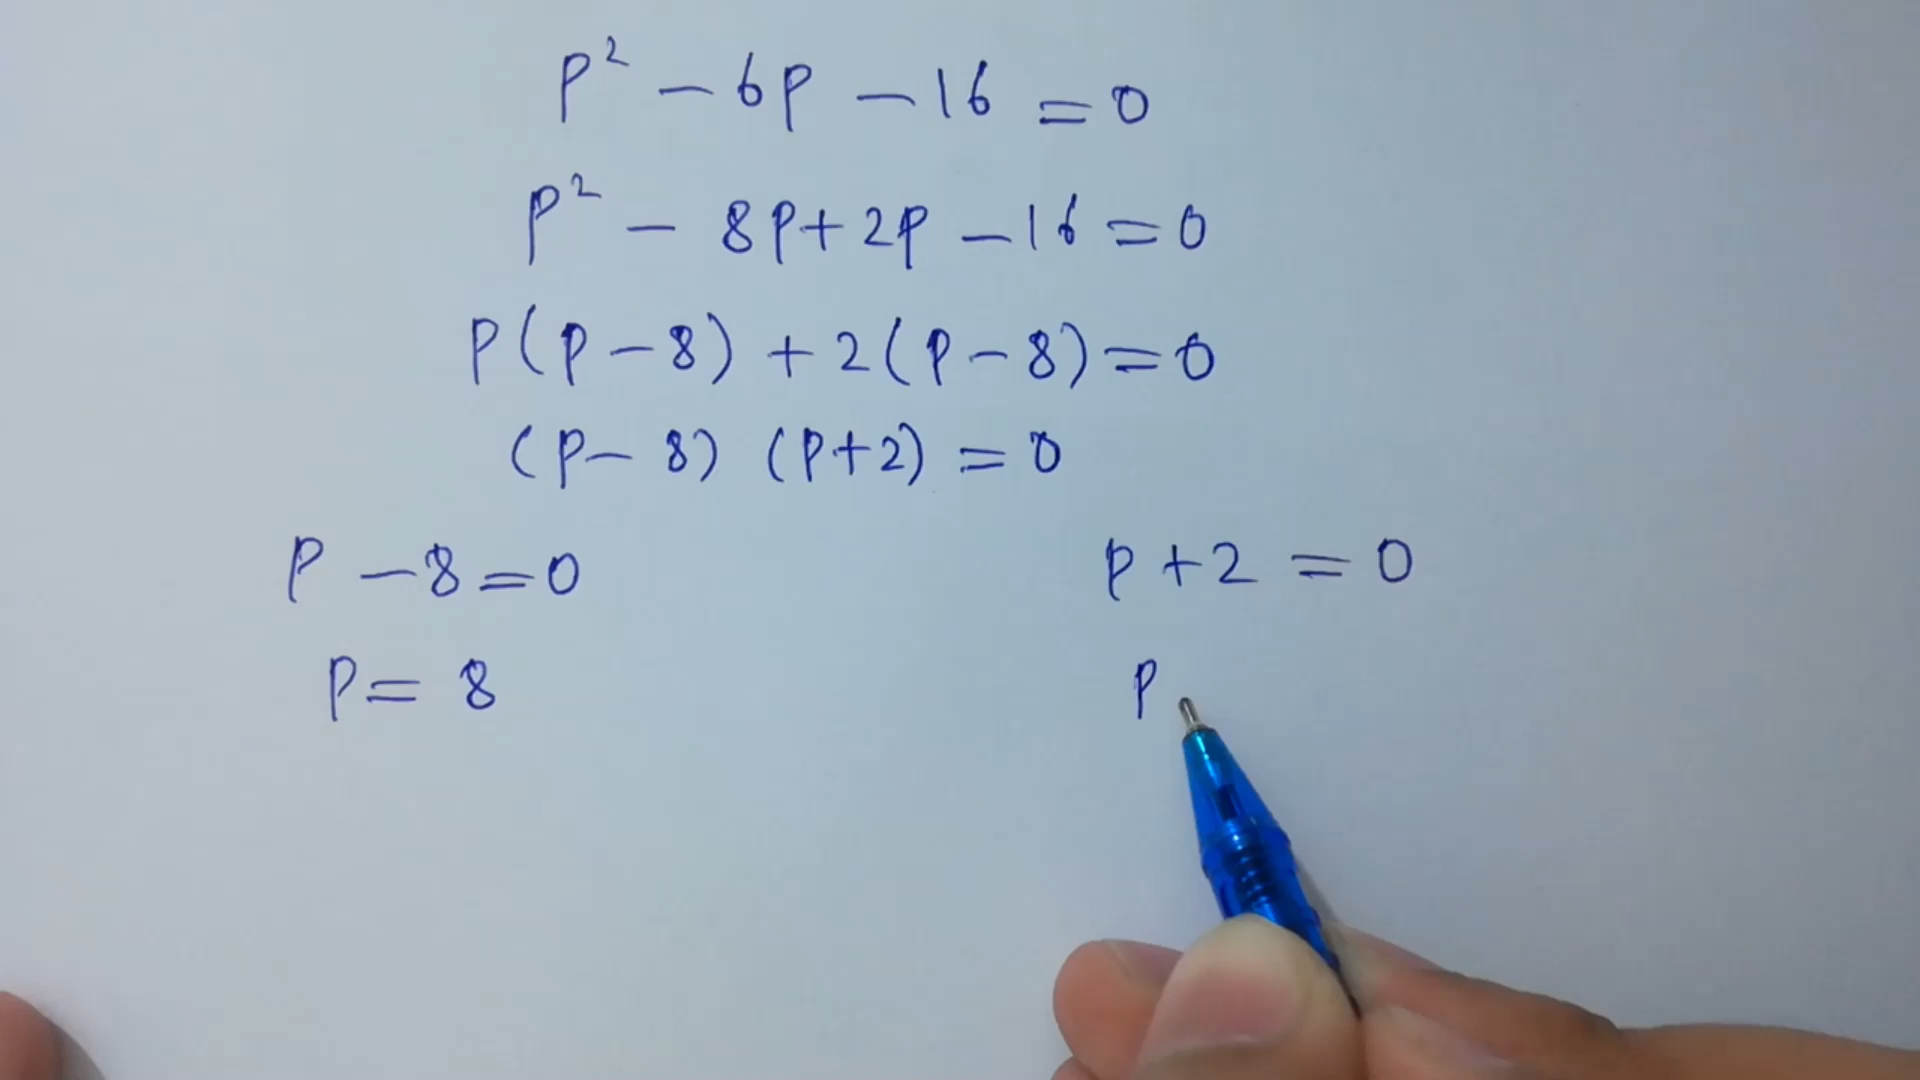 p² - 6p - 16 = 0
p² - 8p + 2p - 16 = 0
p(p - 8) + 2(p - 8) = 0
(p - 8) (p + 2) = 0
p - 8 = 0 p + 2 = 0
p = 8 p